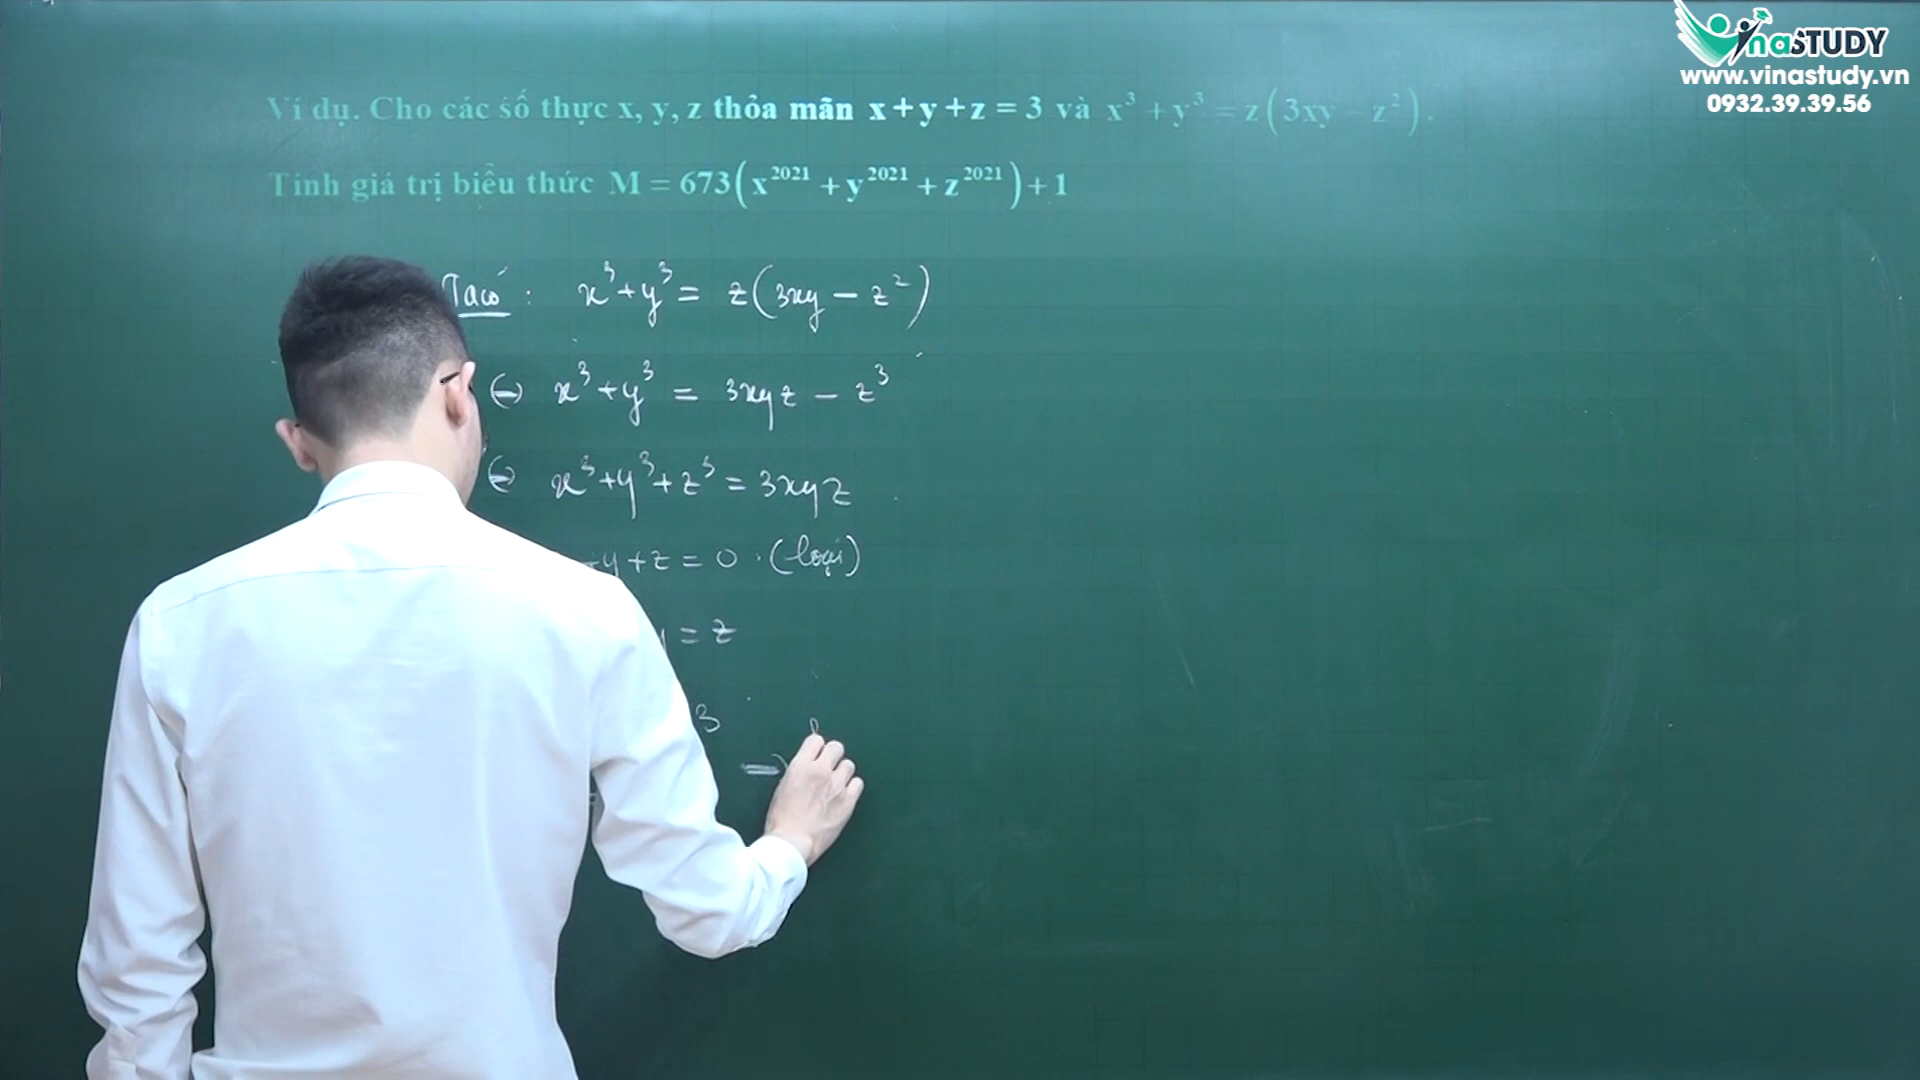 VinaSTUDY
www.vinastudy.vn
0932.39.39.56
Ví dụ. Cho các số thực x, y, z thỏa mãn x + y + z = 3 và x³ + y³ = z(3xy − z²).
Tính giá trị biểu thức M = 673(x²⁰²¹ + y²⁰²¹ + z²⁰²¹) + 1
Ta có : x³ + y³ = z(3xy − z²)
⇔ x³ + y³ = 3xyz − z³
⇔ x³ + y³ + z³ = 3xyz
+ y + z = 0 . (loại)
= z
3
⇒